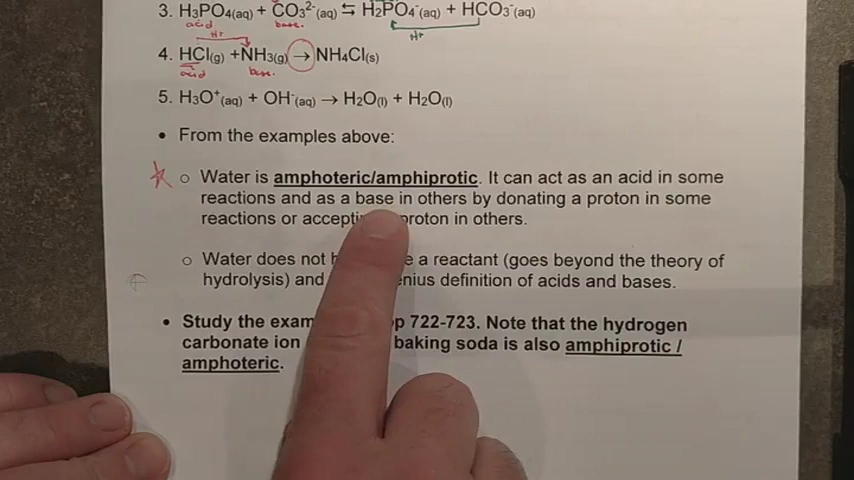 3. H₃PO₄(aq) + CO₃²⁻(aq) ⇆ H₂PO₄⁻(aq) + HCO₃⁻(aq)
acid base. H⁺
H⁺
4. HCl(g) +NH₃(g) → NH₄Cl(s)
acid base.
5. H₃O⁺(aq) + OH⁻(aq) → H₂O(l) + H₂O(l)
• From the examples above:
○ Water is amphoteric/amphiprotic. It can act as an acid in some
reactions and as a base in others by donating a proton in some
reactions or proton in others.
○ Water does not a reactant (goes beyond the theory of
hydrolysis) and definition of acids and bases.
• Study the 722-723. Note that the hydrogen
carbonate ion baking soda is also amphiprotic /
amphoteric.